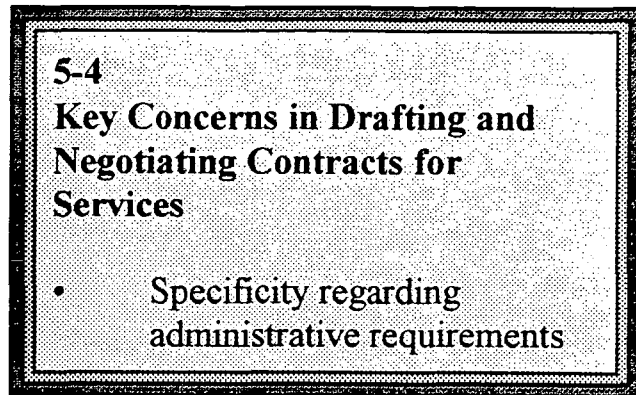 5-4
Key Concerns in Drafting and
Negotiating Contracts for
Services
• Specificity regarding
administrative requirements